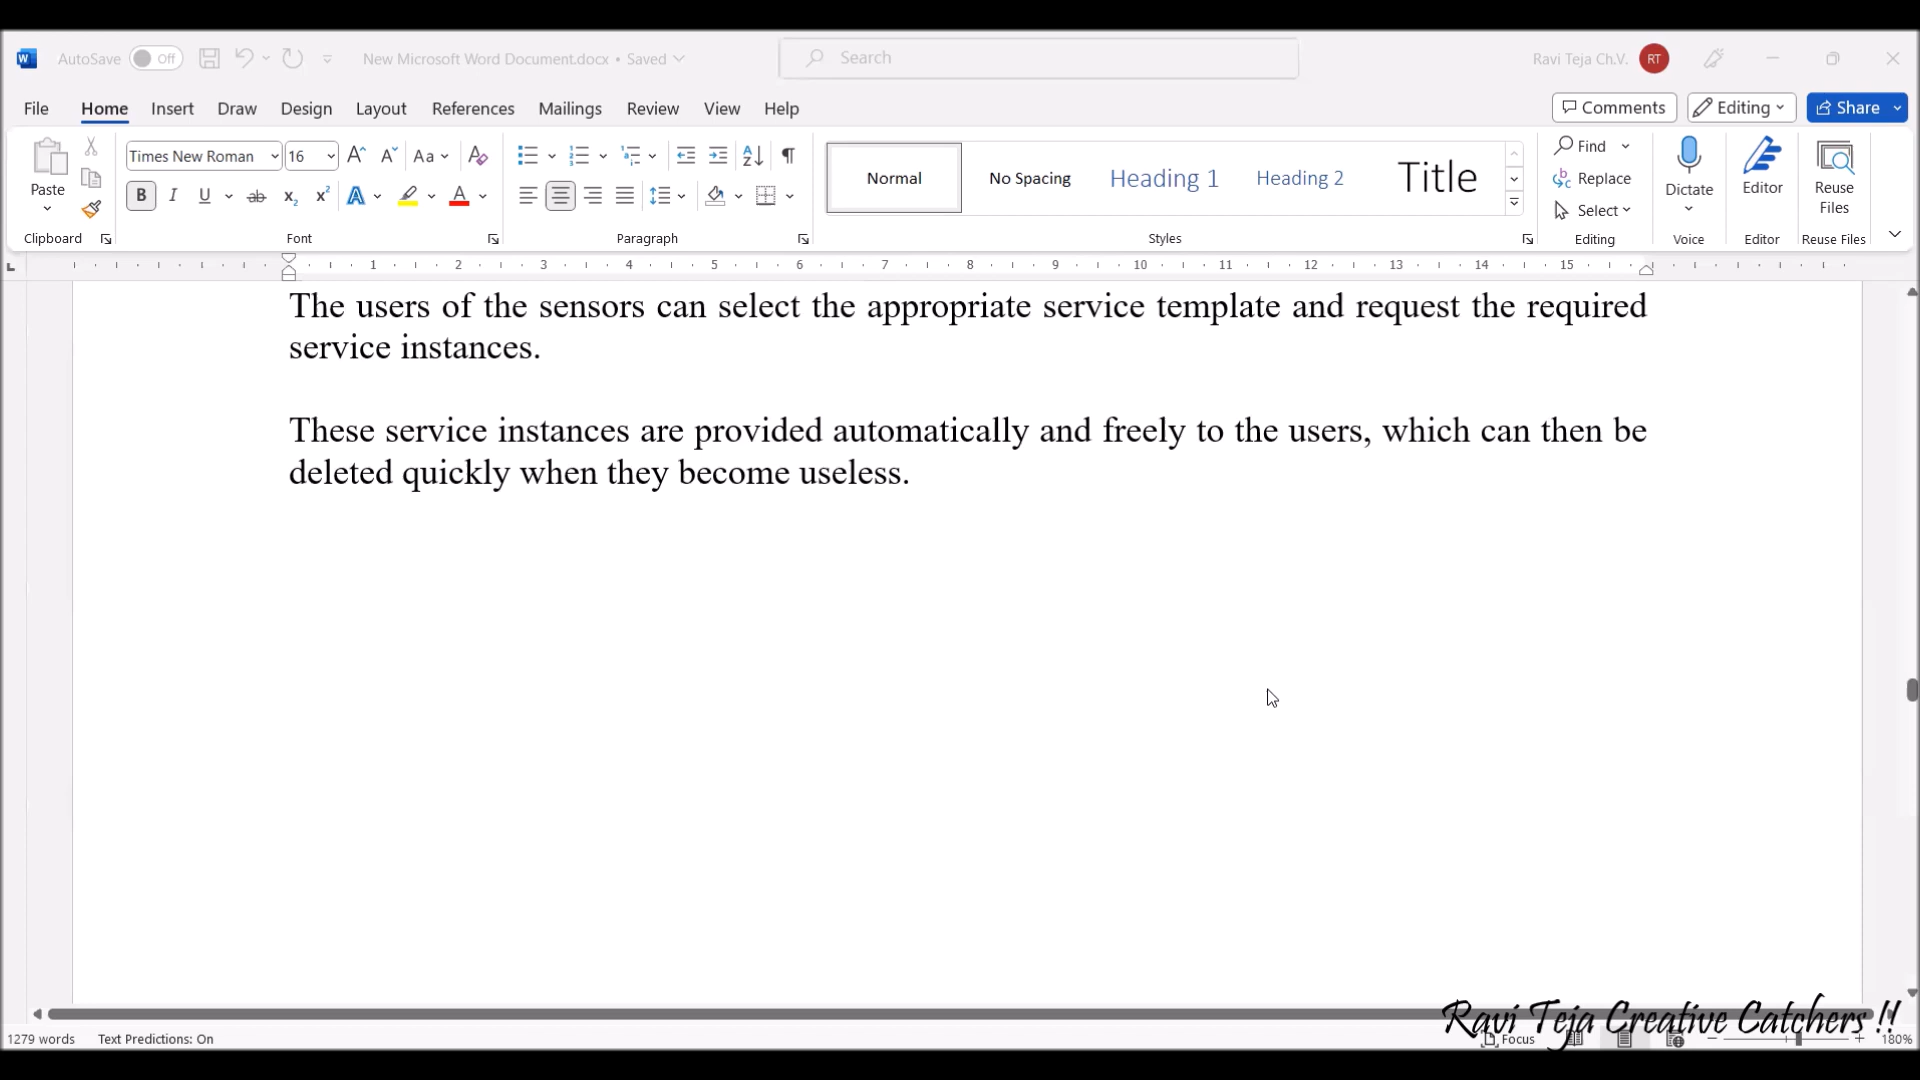 AutoSave Off New Microsoft Word Document.docx • Saved Search Ravi Teja Ch.V. RT
File Home Insert Draw Design Layout References Mailings Review View Help Comments Editing Share
Paste Times New Roman 16 Aa Normal No Spacing Heading 1 Heading 2 Title Find Replace Select Dictate Editor Reuse Files
Clipboard Font Paragraph Styles Editing Voice Editor Reuse Files
1 2 3 4 5 6 7 8 9 10 11 12 13 14 15
The users of the sensors can select the appropriate service template and request the required
service instances.
These service instances are provided automatically and freely to the users, which can then be
deleted quickly when they become useless.
Ravi Teja Creative Catchers !!
1279 words Text Predictions: On Focus 180%